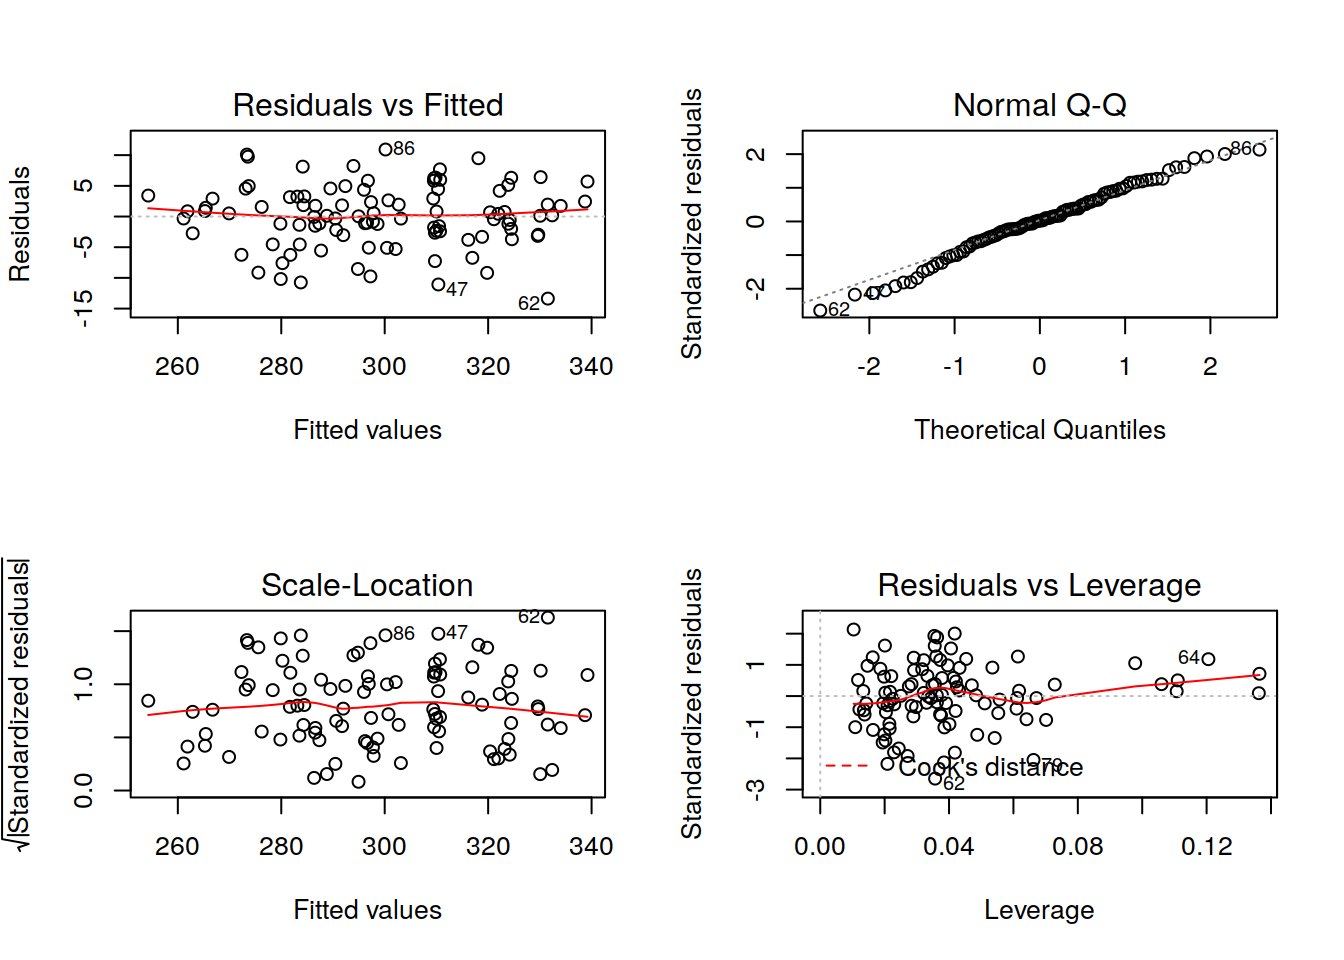 Residuals vs Fitted
Residuals
5
-5
-15
86
47
62
260 280 300 320 340
Fitted values
Normal Q-Q
Standardized residuals
2
0
-2
86
47
62
-2 -1 0 1 2
Theoretical Quantiles
Scale-Location
√|Standardized residuals|
1.0
0.0
62
86
47
260 280 300 320 340
Fitted values
Residuals vs Leverage
Standardized residuals
1
-1
-3
64
Cook's distance
79
62
0.00 0.04 0.08 0.12
Leverage